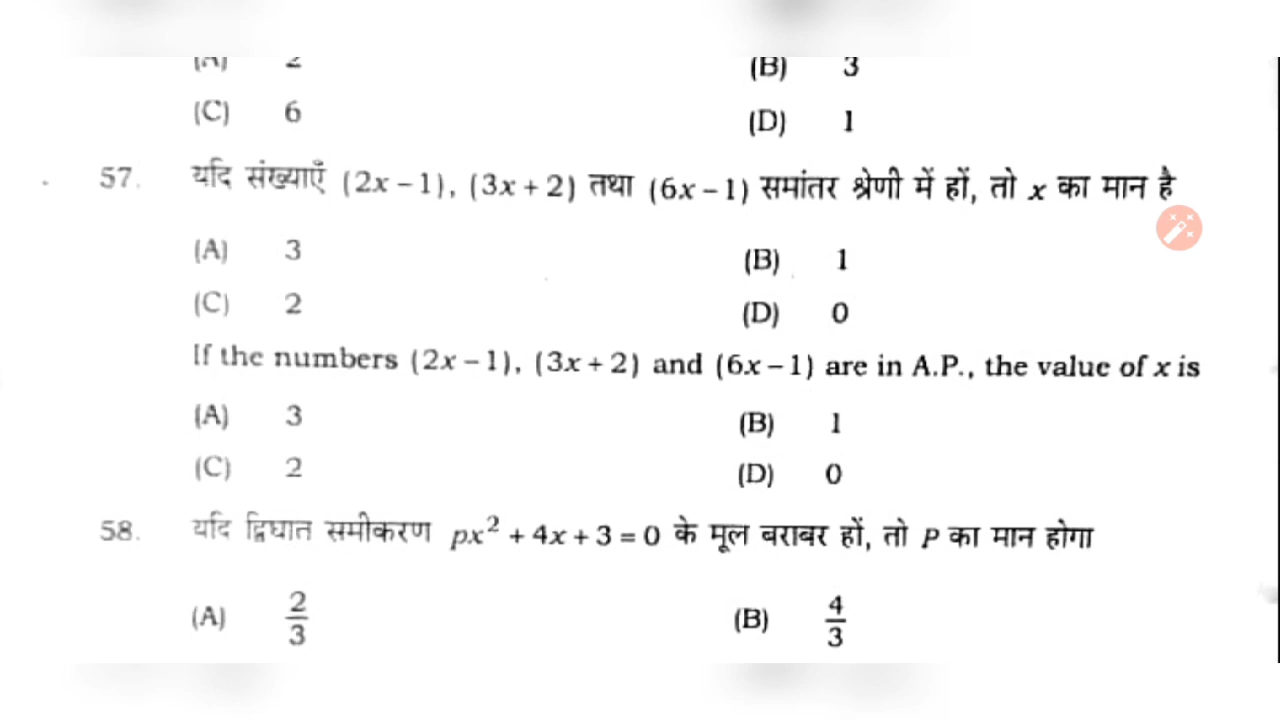 (A) 2 (B) 3
(C) 6 (D) 1
57. यदि संख्याएँ (2x – 1), (3x + 2) तथा (6x – 1) समांतर श्रेणी में हों, तो x का मान है
(A) 3 (B) 1
(C) 2 (D) 0
If the numbers (2x – 1), (3x + 2) and (6x – 1) are in A.P., the value of x is
(A) 3 (B) 1
(C) 2 (D) 0
58. यदि द्विघात समीकरण px² + 4x + 3 = 0 के मूल बराबर हों, तो P का मान होगा
(A) 2/3 (B) 4/3